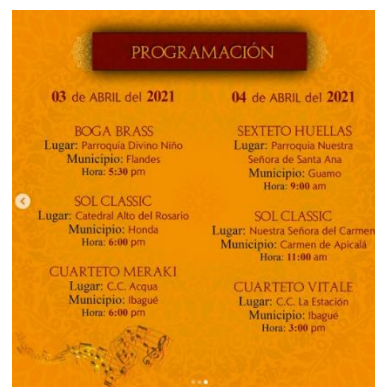 PROGRAMACIÓN
03 de ABRIL del 2021
BOGA BRASS
Lugar: Parroquia Divino Niño
Municipio: Flandes
Hora: 5:30 pm
SOL CLASSIC
Lugar: Catedral Alto del Rosario
Municipio: Honda
Hora: 6:00 pm
CUARTETO MERAKI
Lugar: C.C. Acqua
Municipio: Ibagué
Hora: 6:00 pm
04 de ABRIL del 2021
SEXTETO HUELLAS
Lugar: Parroquia Nuestra
Señora de Santa Ana
Municipio: Guamo
Hora: 9:00 am
SOL CLASSIC
Lugar: Nuestra Señora del Carmen
Municipio: Carmen de Apicalá
Hora: 11:00 am
CUARTETO VITALE
Lugar: C.C. La Estación
Municipio: Ibagué
Hora: 3:00 pm